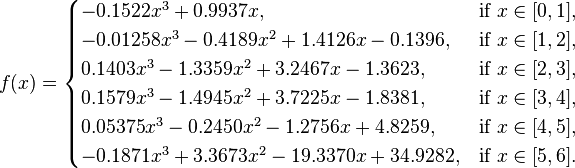 f(x) = { −0.1522x³ + 0.9937x, if x ∈ [0, 1],
−0.01258x³ − 0.4189x² + 1.4126x − 0.1396, if x ∈ [1, 2],
0.1403x³ − 1.3359x² + 3.2467x − 1.3623, if x ∈ [2, 3],
0.1579x³ − 1.4945x² + 3.7225x − 1.8381, if x ∈ [3, 4],
0.05375x³ − 0.2450x² − 1.2756x + 4.8259, if x ∈ [4, 5],
−0.1871x³ + 3.3673x² − 19.3370x + 34.9282, if x ∈ [5, 6].